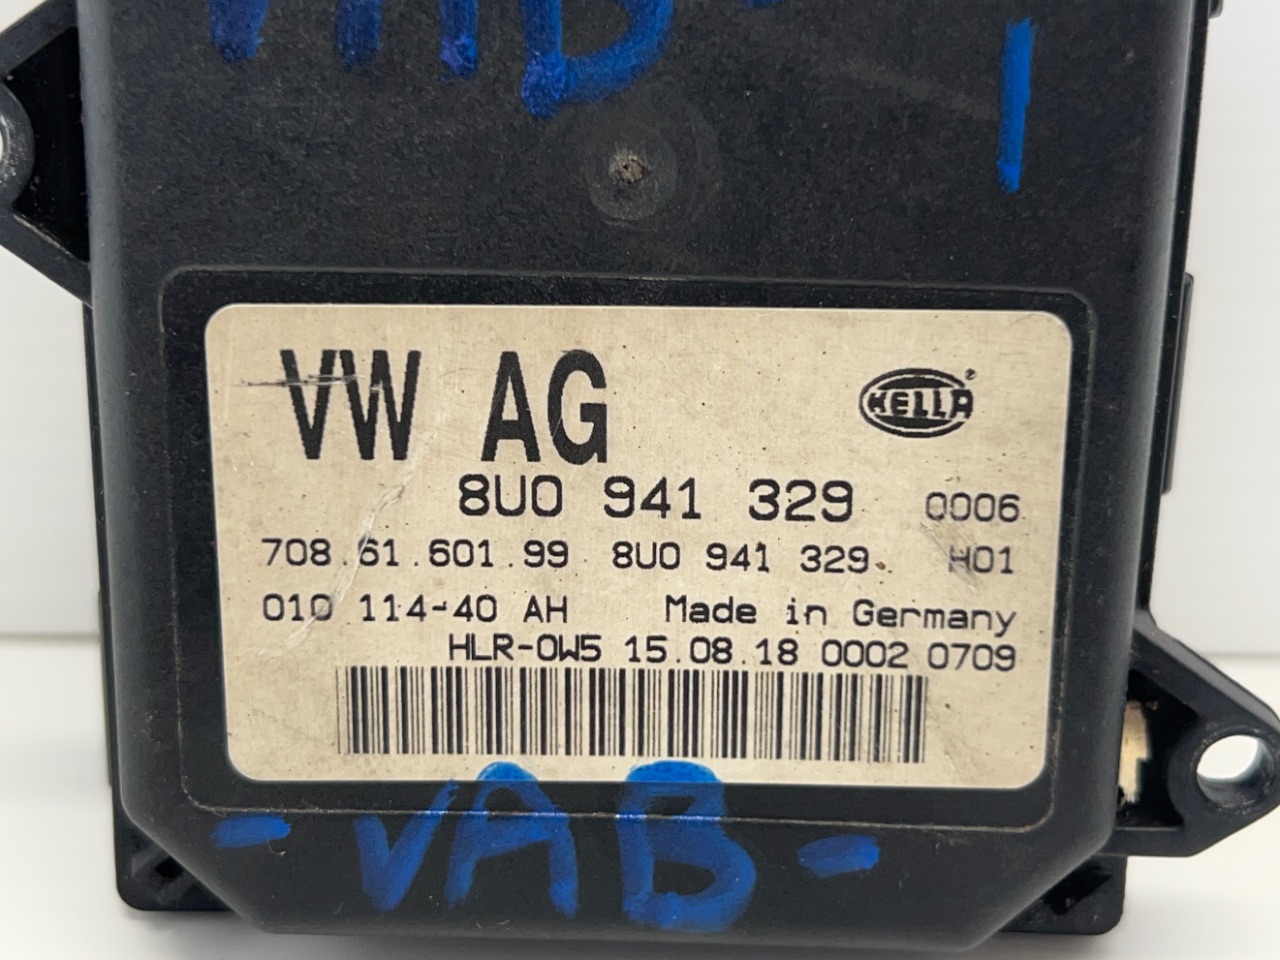 VW AG
HELLA®
8U0 941 329 0006
708.61.601.99 8U0 941 329. H01
010 114-40 AH Made in Germany
HLR-0W5 15.08.18 0002 0709
-VAB-